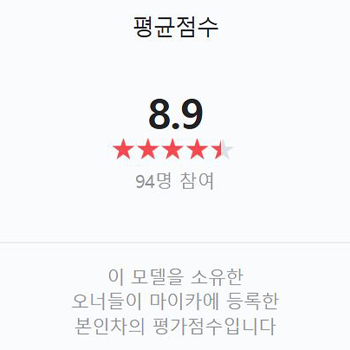 평균점수
8.9
94명 참여
이 모델을 소유한
오너들이 마이카에 등록한
본인차의 평가점수입니다